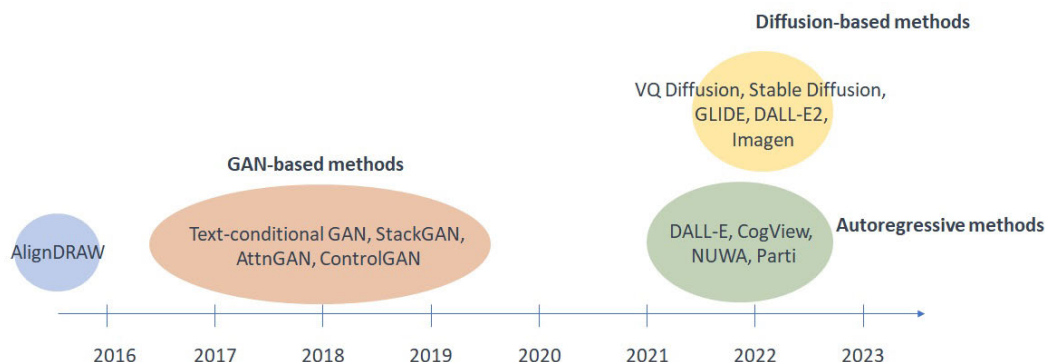 Diffusion-based methods
VQ Diffusion, Stable Diffusion,
GLIDE, DALL-E2,
Imagen
GAN-based methods
AlignDRAW
Text-conditional GAN, StackGAN,
AttnGAN, ControlGAN
DALL-E, CogView,
NUWA, Parti
Autoregressive methods
2016 2017 2018 2019 2020 2021 2022 2023